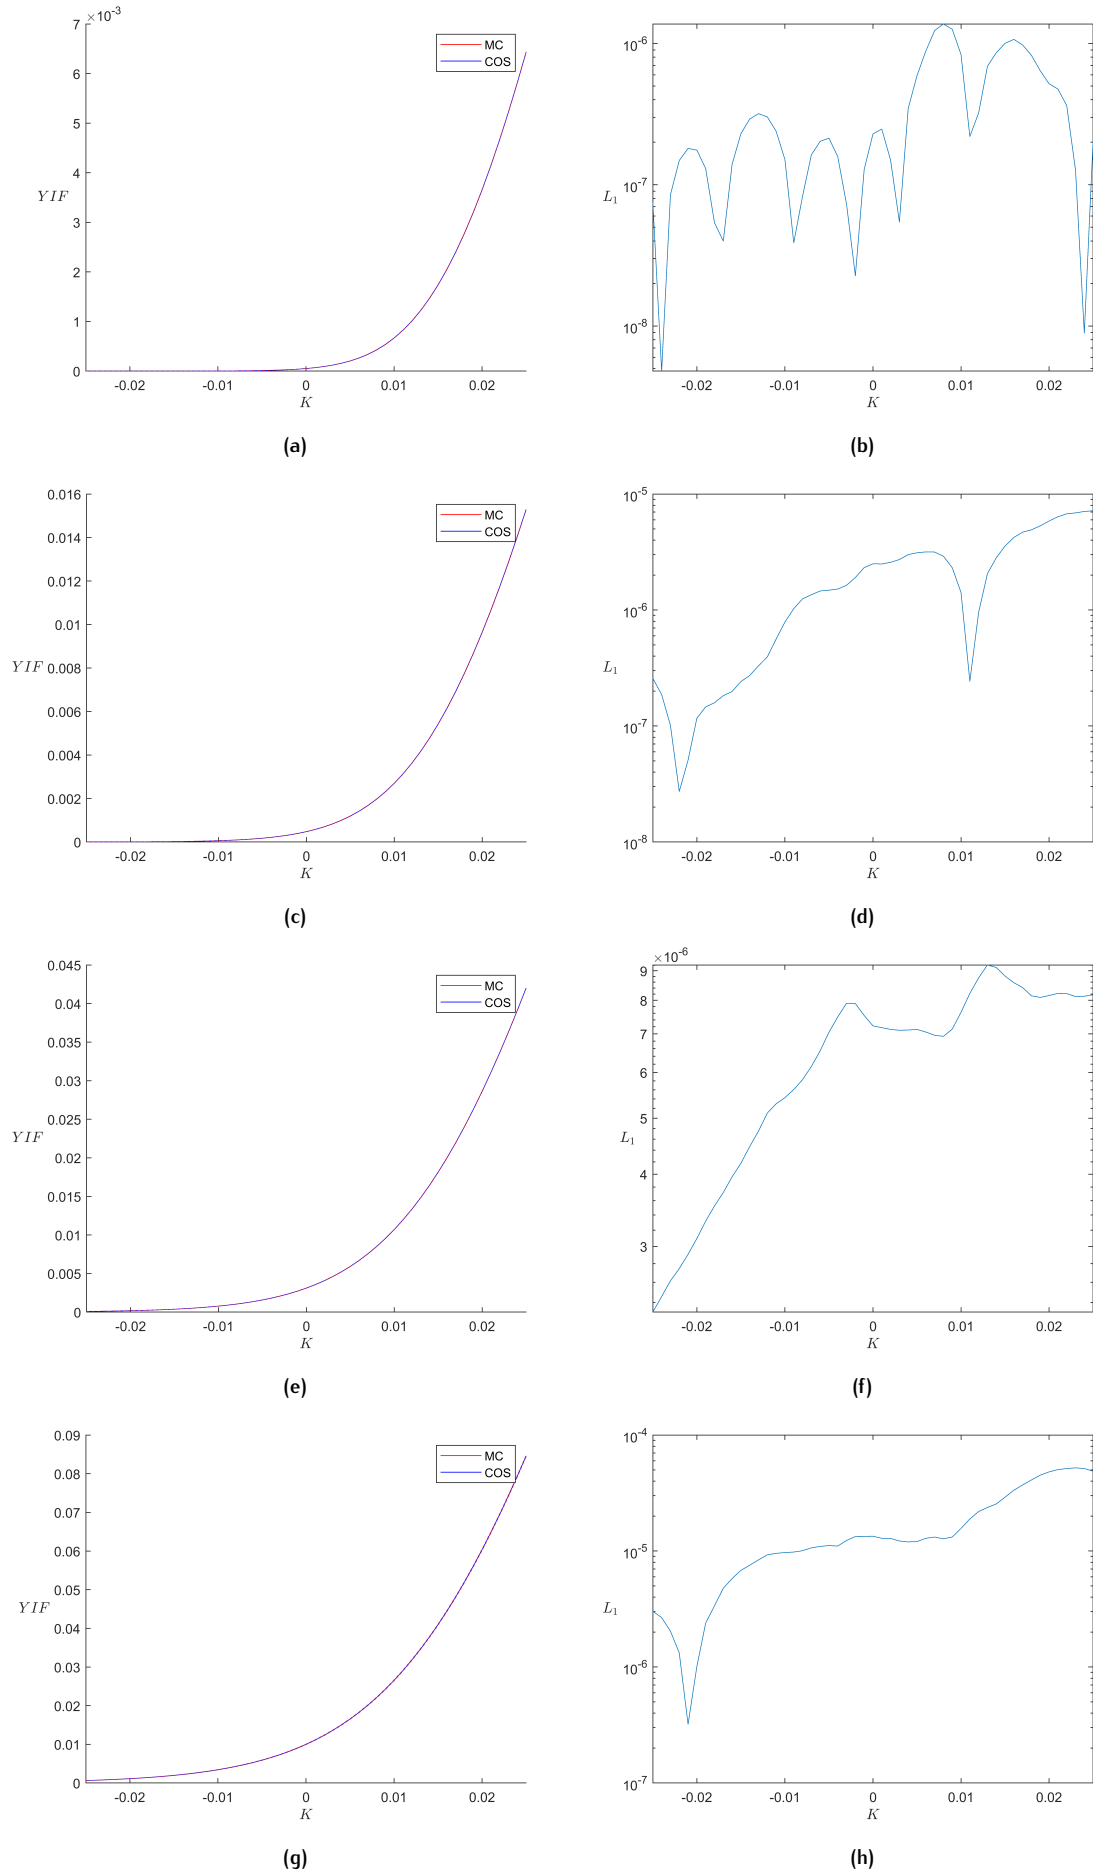 ×10⁻³
7
6
5
4
3
2
1
0
YIF
MC
COS
-0.02 -0.01 0 0.01 0.02
K
(a)
10⁻⁶
10⁻⁷
10⁻⁸
L₁
-0.02 -0.01 0 0.01 0.02
K
(b)
0.016
0.014
0.012
0.01
0.008
0.006
0.004
0.002
0
YIF
MC
COS
-0.02 -0.01 0 0.01 0.02
K
(c)
10⁻⁵
10⁻⁶
10⁻⁷
10⁻⁸
L₁
-0.02 -0.01 0 0.01 0.02
K
(d)
0.045
0.04
0.035
0.03
0.025
0.02
0.015
0.01
0.005
0
YIF
MC
COS
-0.02 -0.01 0 0.01 0.02
K
(e)
×10⁻⁶
9
8
7
6
5
4
3
L₁
-0.02 -0.01 0 0.01 0.02
K
(f)
0.09
0.08
0.07
0.06
0.05
0.04
0.03
0.02
0.01
0
YIF
MC
COS
-0.02 -0.01 0 0.01 0.02
K
(g)
10⁻⁴
10⁻⁵
10⁻⁶
10⁻⁷
L₁
-0.02 -0.01 0 0.01 0.02
K
(h)